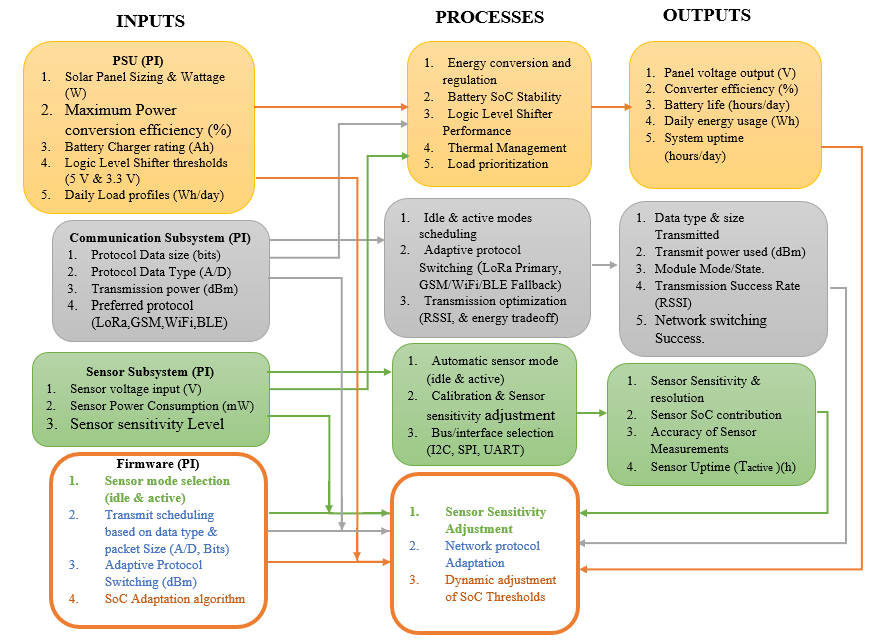 INPUTS
PROCESSES
OUTPUTS
PSU (PI)
1. Solar Panel Sizing & Wattage
(W)
2. Maximum Power
conversion efficiency (%)
3. Battery Charger rating (Ah)
4. Logic Level Shifter thresholds
(5 V & 3.3 V)
5. Daily Load profiles (Wh/day)
1. Energy conversion and
regulation
2. Battery SoC Stability
3. Logic Level Shifter
Performance
4. Thermal Management
5. Load prioritization
1. Panel voltage output (V)
2. Converter efficiency (%)
3. Battery life (hours/day)
4. Daily energy usage (Wh)
5. System uptime
(hours/day)
Communication Subsystem (PI)
1. Protocol Data size (bits)
2. Protocol Data Type (A/D)
3. Transmission power (dBm)
4. Preferred protocol
(LoRa,GSM,WiFi,BLE)
1. Idle & active modes
scheduling
2. Adaptive protocol
Switching (LoRa Primary,
GSM/WiFi/BLE Fallback)
3. Transmission optimization
(RSSI, & energy tradeoff)
1. Data type & size
Transmitted
2. Transmit power used (dBm)
3. Module Mode/State.
4. Transmission Success Rate
(RSSI)
5. Network switching
Success.
Sensor Subsystem (PI)
1. Sensor voltage input (V)
2. Sensor Power Consumption (mW)
3. Sensor sensitivity Level
1. Automatic sensor mode
(idle & active)
2. Calibration & Sensor
sensitivity adjustment
3. Bus/interface selection
(I2C, SPI, UART)
1. Sensor Sensitivity &
resolution
2. Sensor SoC contribution
3. Accuracy of Sensor
Measurements
4. Sensor Uptime (Tactive )(h)
Firmware (PI)
1. Sensor mode selection
(idle & active)
2. Transmit scheduling
based on data type &
packet Size (A/D, Bits)
3. Adaptive Protocol
Switching (dBm)
4. SoC Adaptation algorithm
1. Sensor Sensitivity
Adjustment
2. Network protocol
Adaptation
3. Dynamic adjustment
of SoC Thresholds